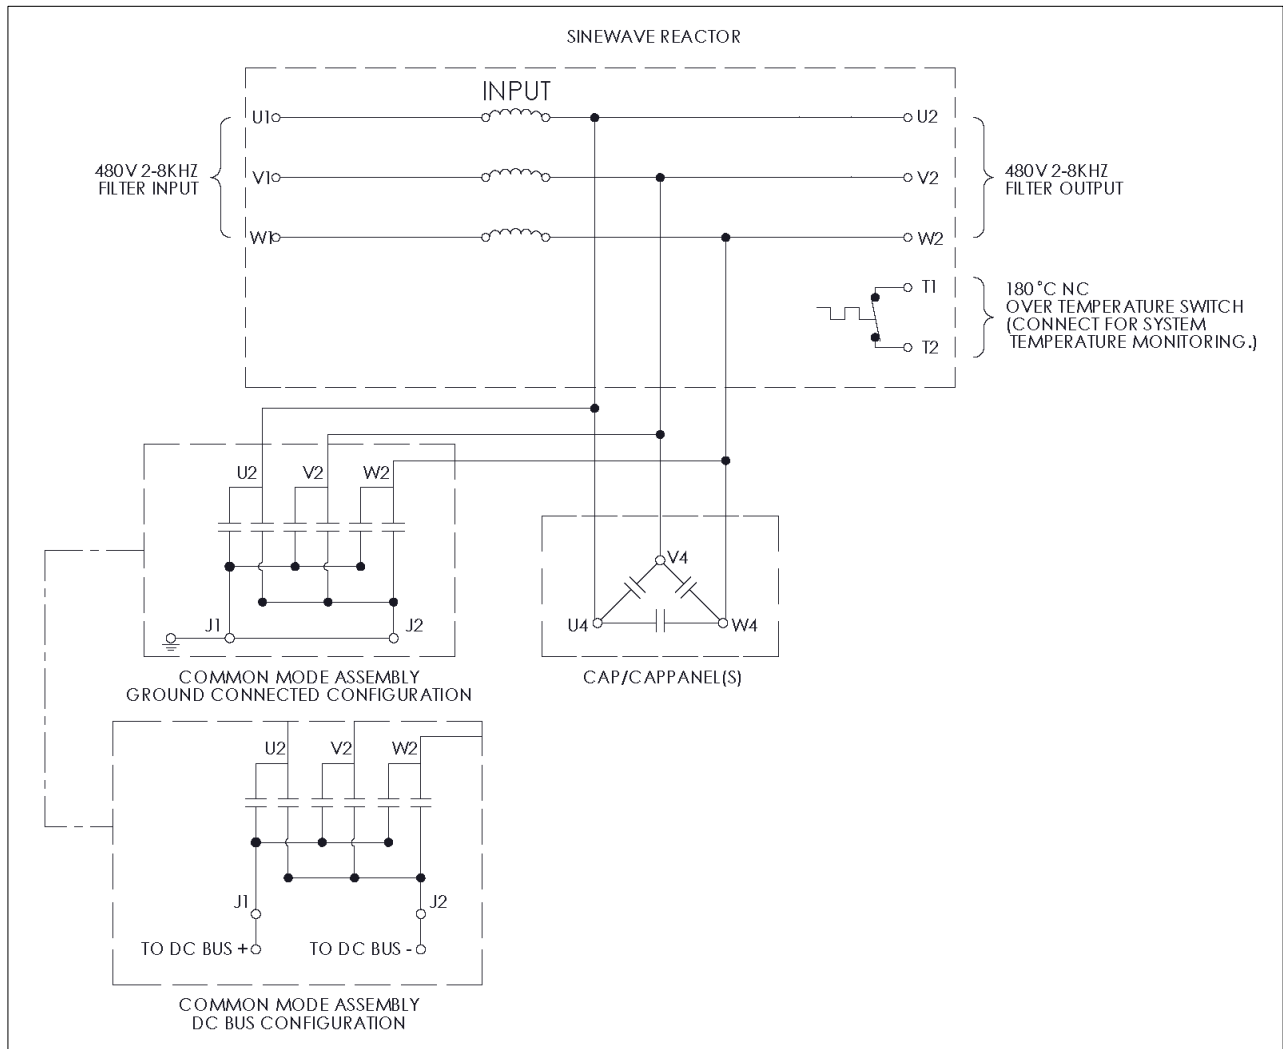 SINEWAVE REACTOR
INPUT
U1
U2
480V 2-8KHZ
FILTER INPUT
V1
V2
480V 2-8KHZ
FILTER OUTPUT
W1
W2
T1
180°C NC
OVER TEMPERATURE SWITCH
(CONNECT FOR SYSTEM
TEMPERATURE MONITORING.)
T2
U2 V2 W2
J1 J2
COMMON MODE ASSEMBLY
GROUND CONNECTED CONFIGURATION
V4
U4 W4
CAP/CAPPANEL(S)
U2 V2 W2
J1 J2
TO DC BUS + TO DC BUS -
COMMON MODE ASSEMBLY
DC BUS CONFIGURATION